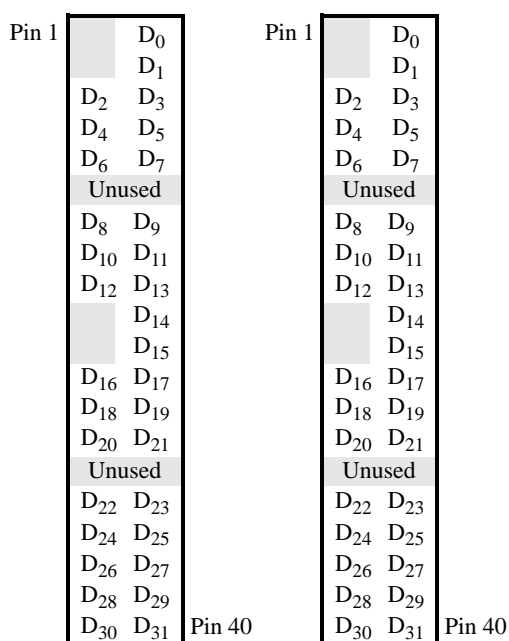 Pin 1 D0 Pin 1 D0
D1 D1
D2 D3 D2 D3
D4 D5 D4 D5
D6 D7 D6 D7
Unused Unused
D8 D9 D8 D9
D10 D11 D10 D11
D12 D13 D12 D13
D14 D14
D15 D15
D16 D17 D16 D17
D18 D19 D18 D19
D20 D21 D20 D21
Unused Unused
D22 D23 D22 D23
D24 D25 D24 D25
D26 D27 D26 D27
D28 D29 D28 D29
D30 D31 Pin 40 D30 D31 Pin 40